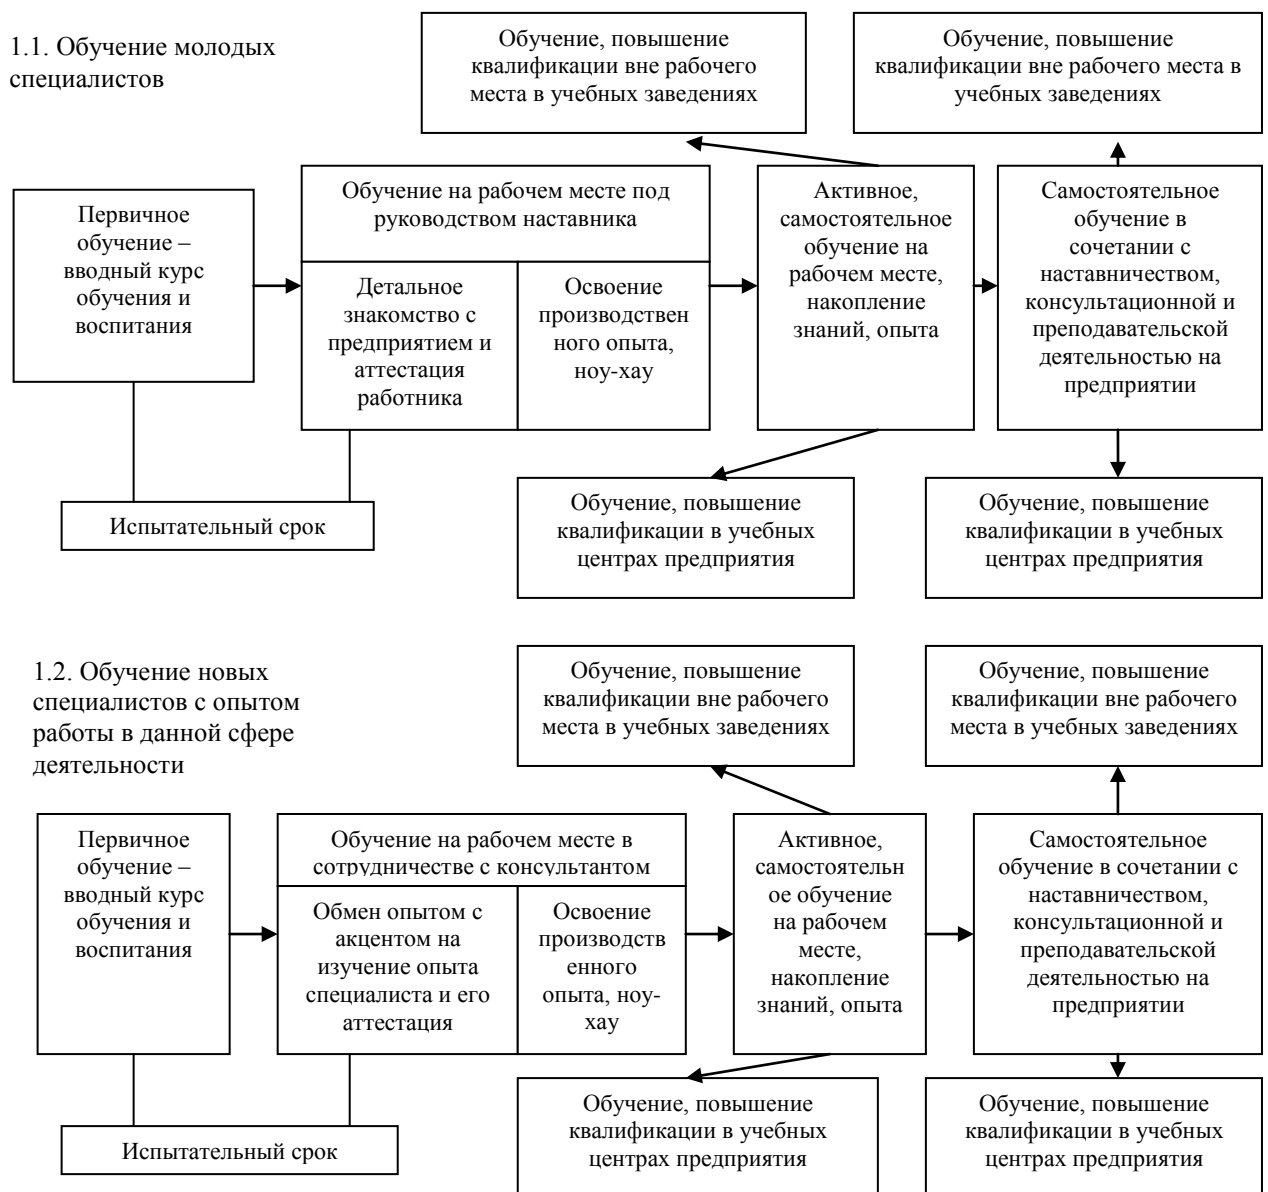 1.1. Обучение молодых
специалистов
Обучение, повышение
квалификации вне рабочего
места в учебных заведениях
Обучение, повышение
квалификации вне рабочего места в
учебных заведениях
Первичное
обучение –
вводный курс
обучения и
воспитания
Обучение на рабочем месте под
руководством наставника
Детальное
знакомство с
предприятием и
аттестация
работника
Освоение
производствен
ного опыта,
ноу-хау
Активное,
самостоятельное
обучение на
рабочем месте,
накопление
знаний, опыта
Самостоятельное
обучение в
сочетании с
наставничеством,
консультационной и
преподавательской
деятельностью на
предприятии
Испытательный срок
Обучение, повышение
квалификации в учебных
центрах предприятия
Обучение, повышение
квалификации в учебных
центрах предприятия
1.2. Обучение новых
специалистов с опытом
работы в данной сфере
деятельности
Обучение, повышение
квалификации вне рабочего
места в учебных заведениях
Обучение, повышение
квалификации вне рабочего
места в учебных заведениях
Первичное
обучение –
вводный курс
обучения и
воспитания
Обучение на рабочем месте в
сотрудничестве с консультантом
Обмен опытом с
акцентом на
изучение опыта
специалиста и его
аттестация
Освоение
производств
енного
опыта, ноу-
хау
Активное,
самостоятельн
ое обучение
на рабочем
месте,
накопление
знаний, опыта
Самостоятельное
обучение в сочетании с
наставничеством,
консультационной и
преподавательской
деятельностью на
предприятии
Испытательный срок
Обучение, повышение
квалификации в учебных
центрах предприятия
Обучение, повышение
квалификации в учебных
центрах предприятия